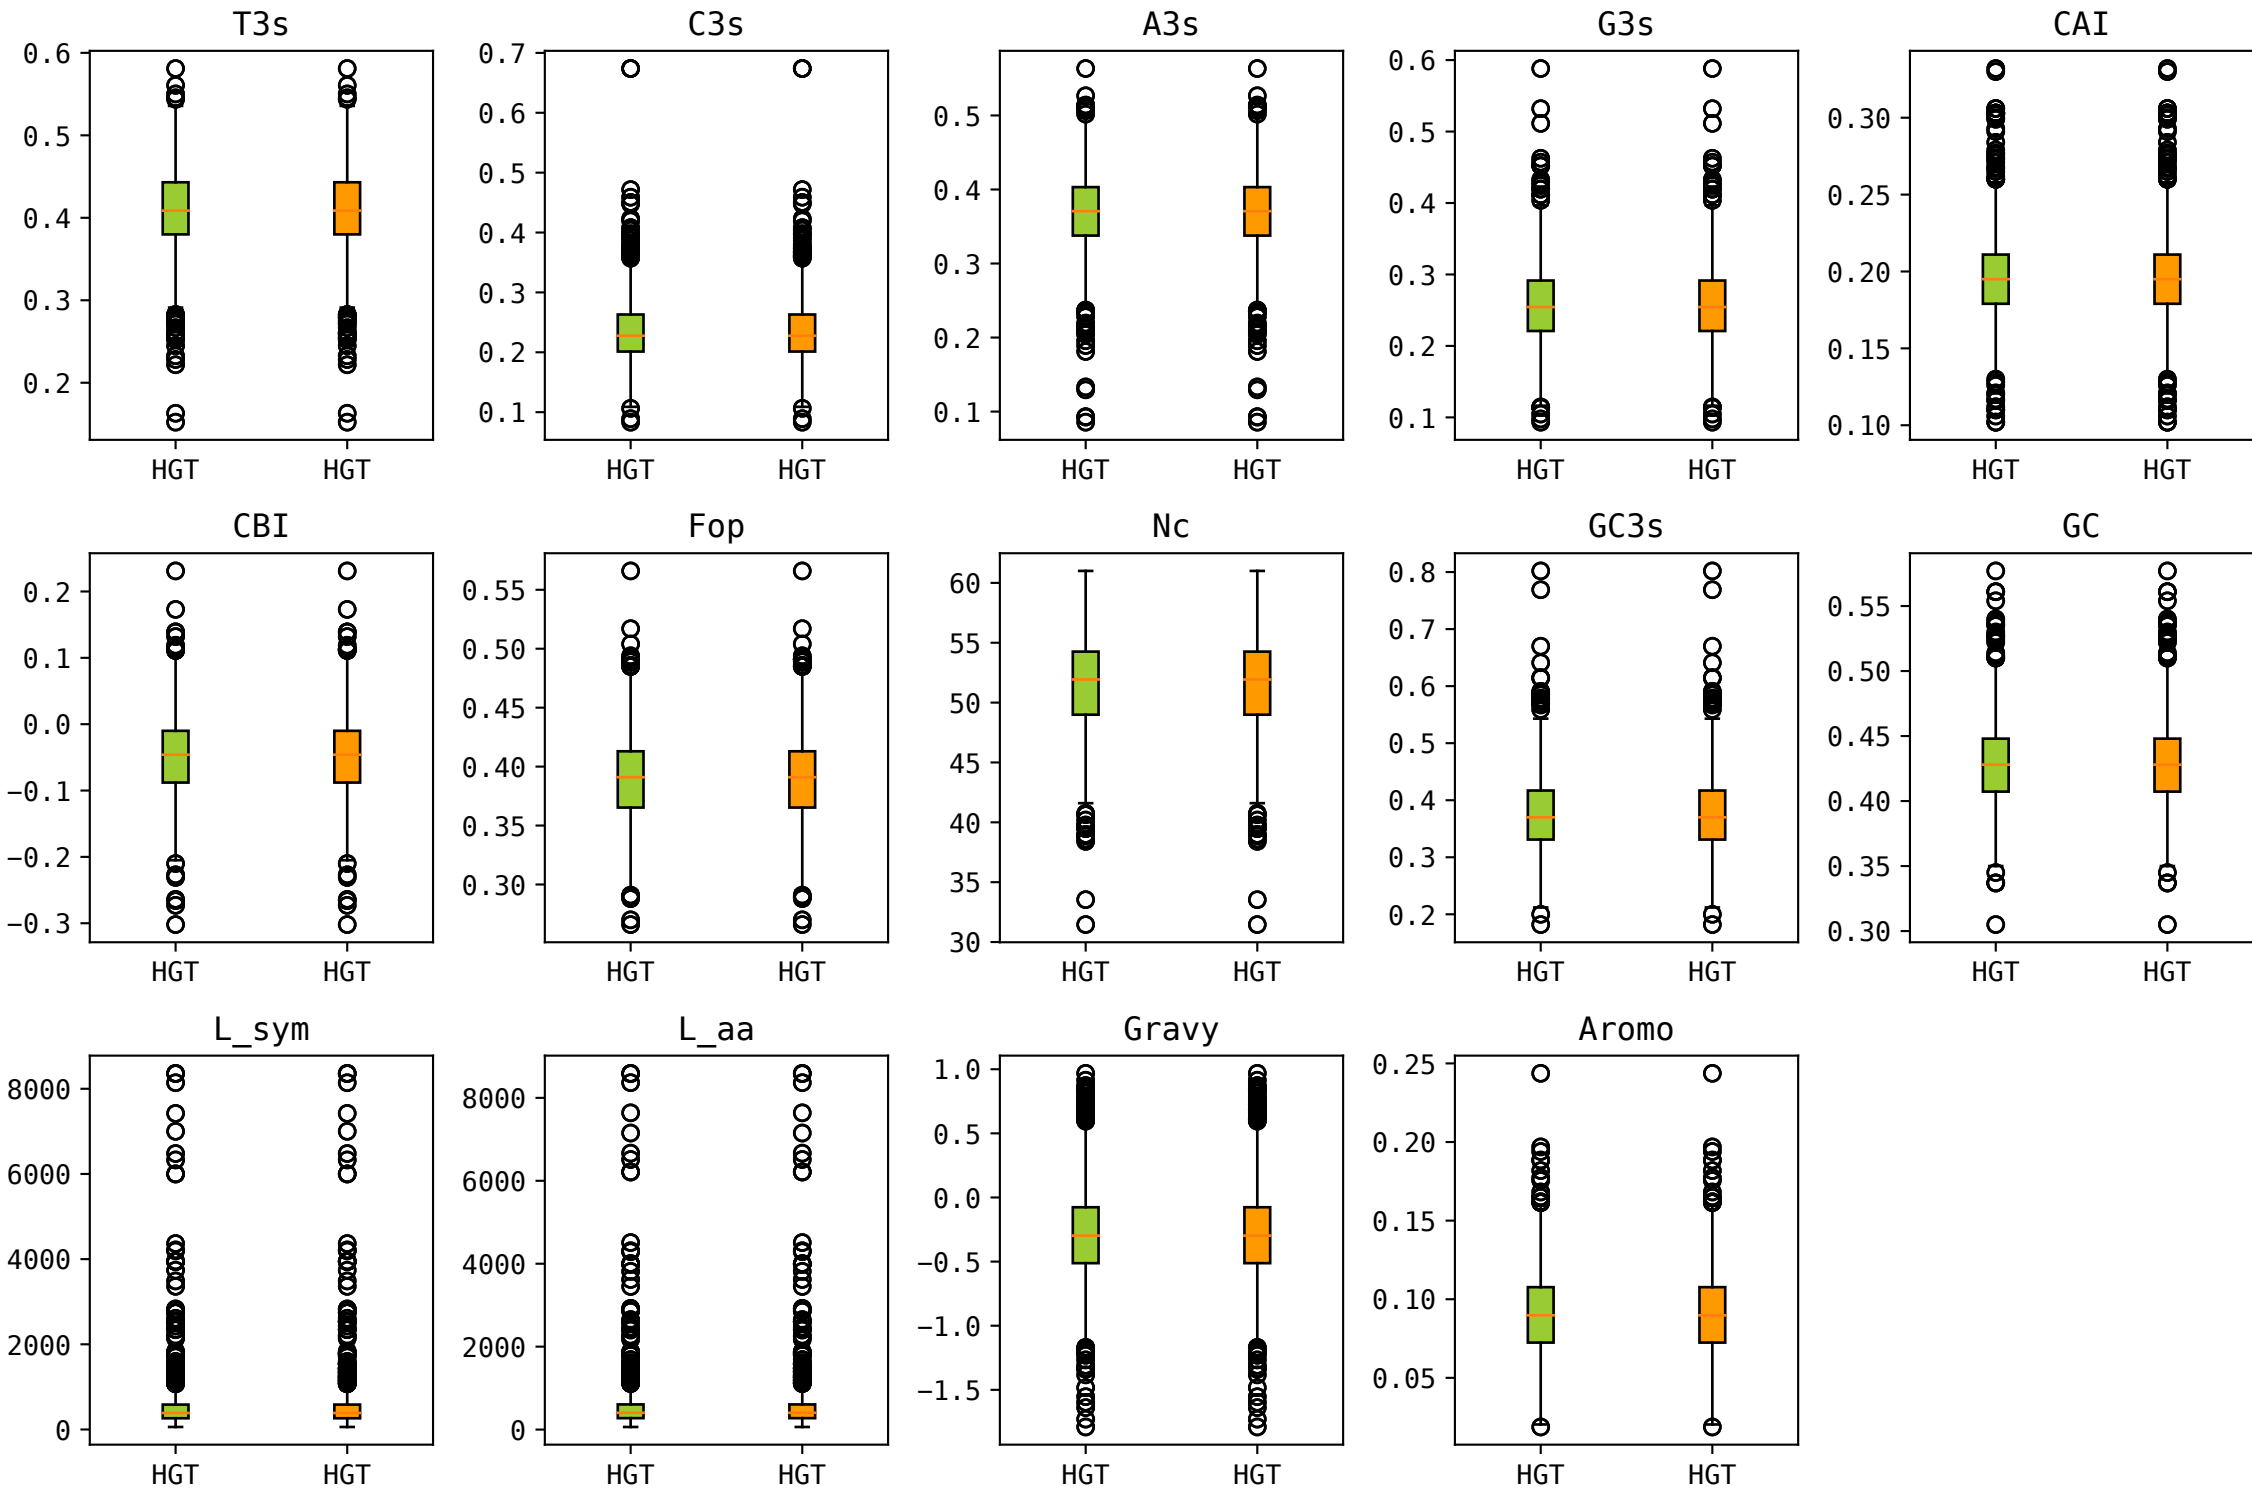 T3s
C3s
A3s
G3s
CAI
0.6
0.5
0.4
0.3
0.2
HGT
HGT
0.7
0.6
0.5
0.4
0.3
0.2
0.1
HGT
HGT
0.5
0.4
0.3
0.2
0.1
HGT
HGT
0.6
0.5
0.4
0.3
0.2
0.1
HGT
HGT
0.30
0.25
0.20
0.15
0.10
HGT
HGT
CBI
Fop
Nc
GC3s
GC
0.2
0.1
0.0
−0.1
−0.2
−0.3
HGT
HGT
0.55
0.50
0.45
0.40
0.35
0.30
HGT
HGT
60
55
50
45
40
35
30
HGT
HGT
0.8
0.7
0.6
0.5
0.4
0.3
0.2
HGT
HGT
0.55
0.50
0.45
0.40
0.35
0.30
HGT
HGT
L_sym
L_aa
Gravy
Aromo
8000
6000
4000
2000
0
HGT
HGT
8000
6000
4000
2000
0
HGT
HGT
1.0
0.5
0.0
−0.5
−1.0
−1.5
HGT
HGT
0.25
0.20
0.15
0.10
0.05
HGT
HGT